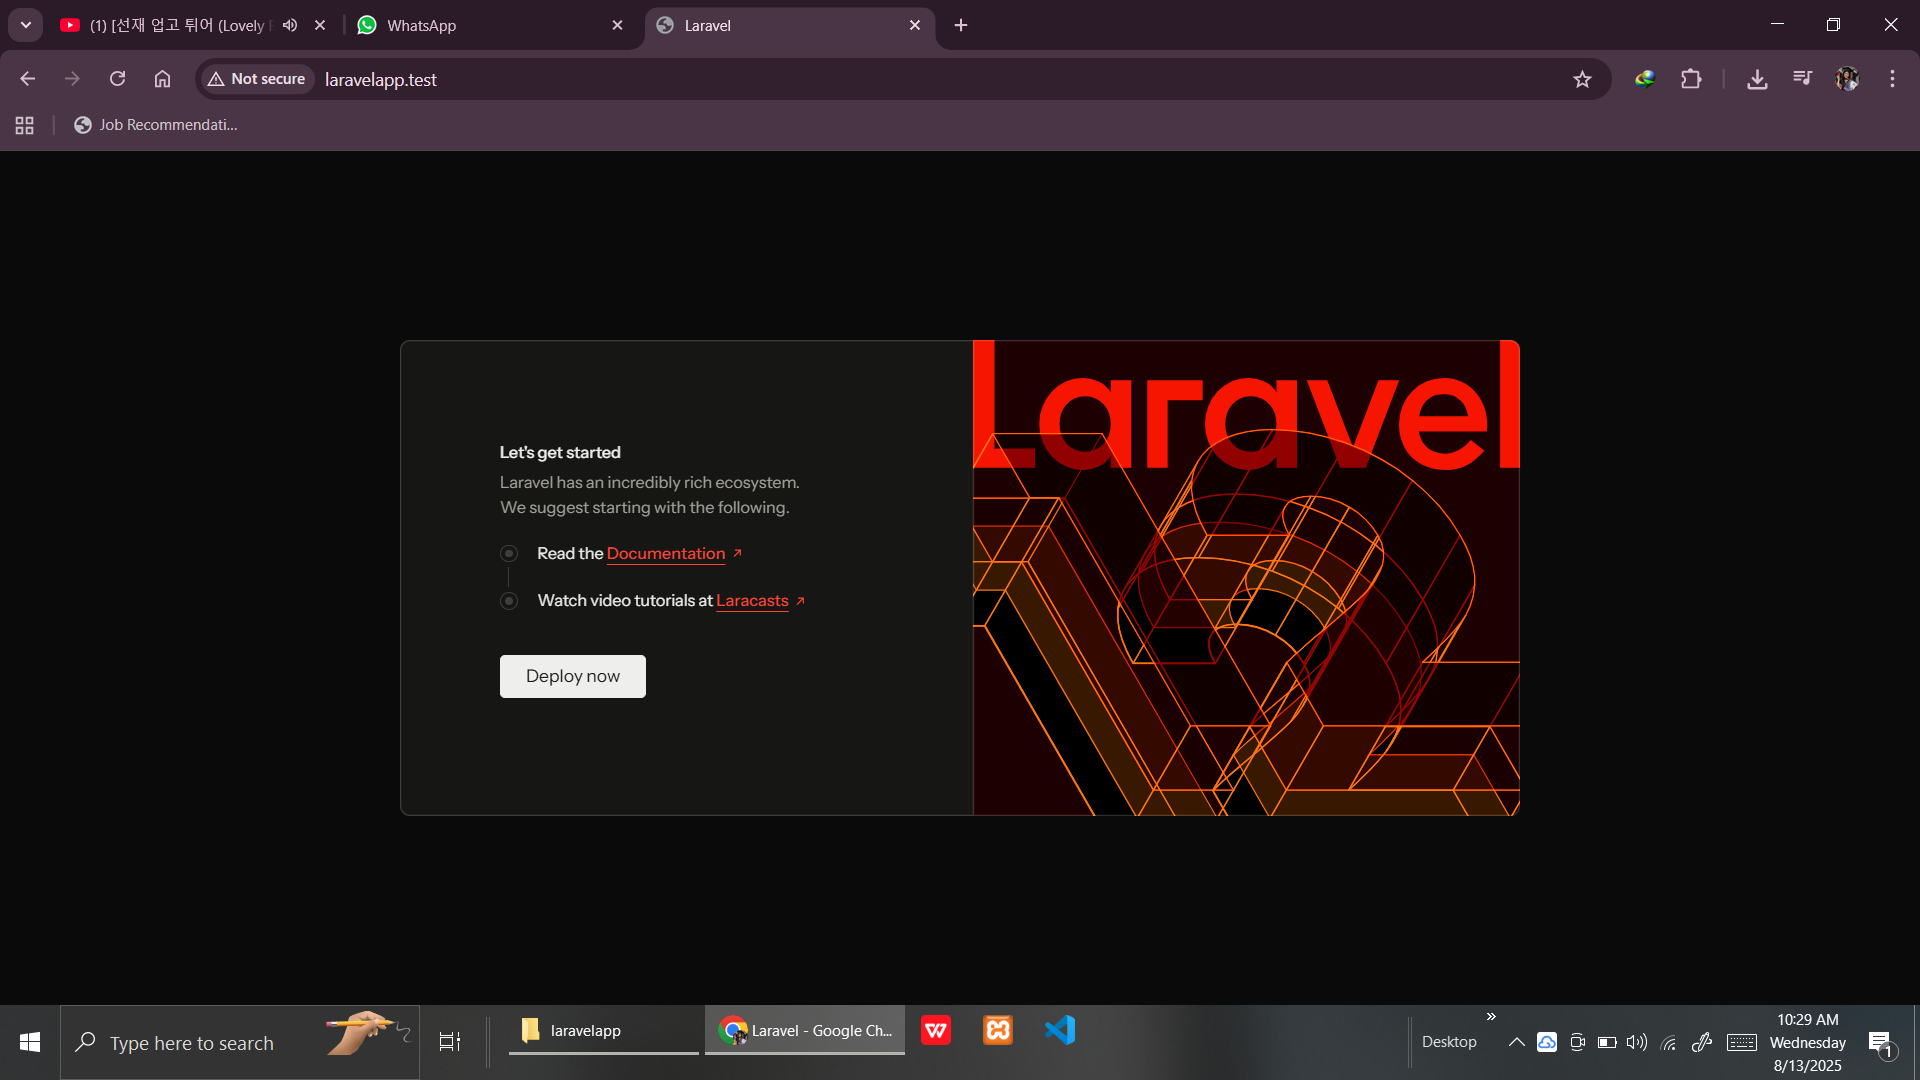 (1) [선재 업고 튀어 (Lovely
WhatsApp
Laravel
Not secure
laravelapp.test
Job Recommendati...
Let's get started
Laravel has an incredibly rich ecosystem.
We suggest starting with the following.
Read the Documentation
Watch video tutorials at Laracasts
Deploy now
Laravel
Type here to search
laravelapp
Laravel - Google Ch...
Desktop
10:29 AM
Wednesday
8/13/2025
1